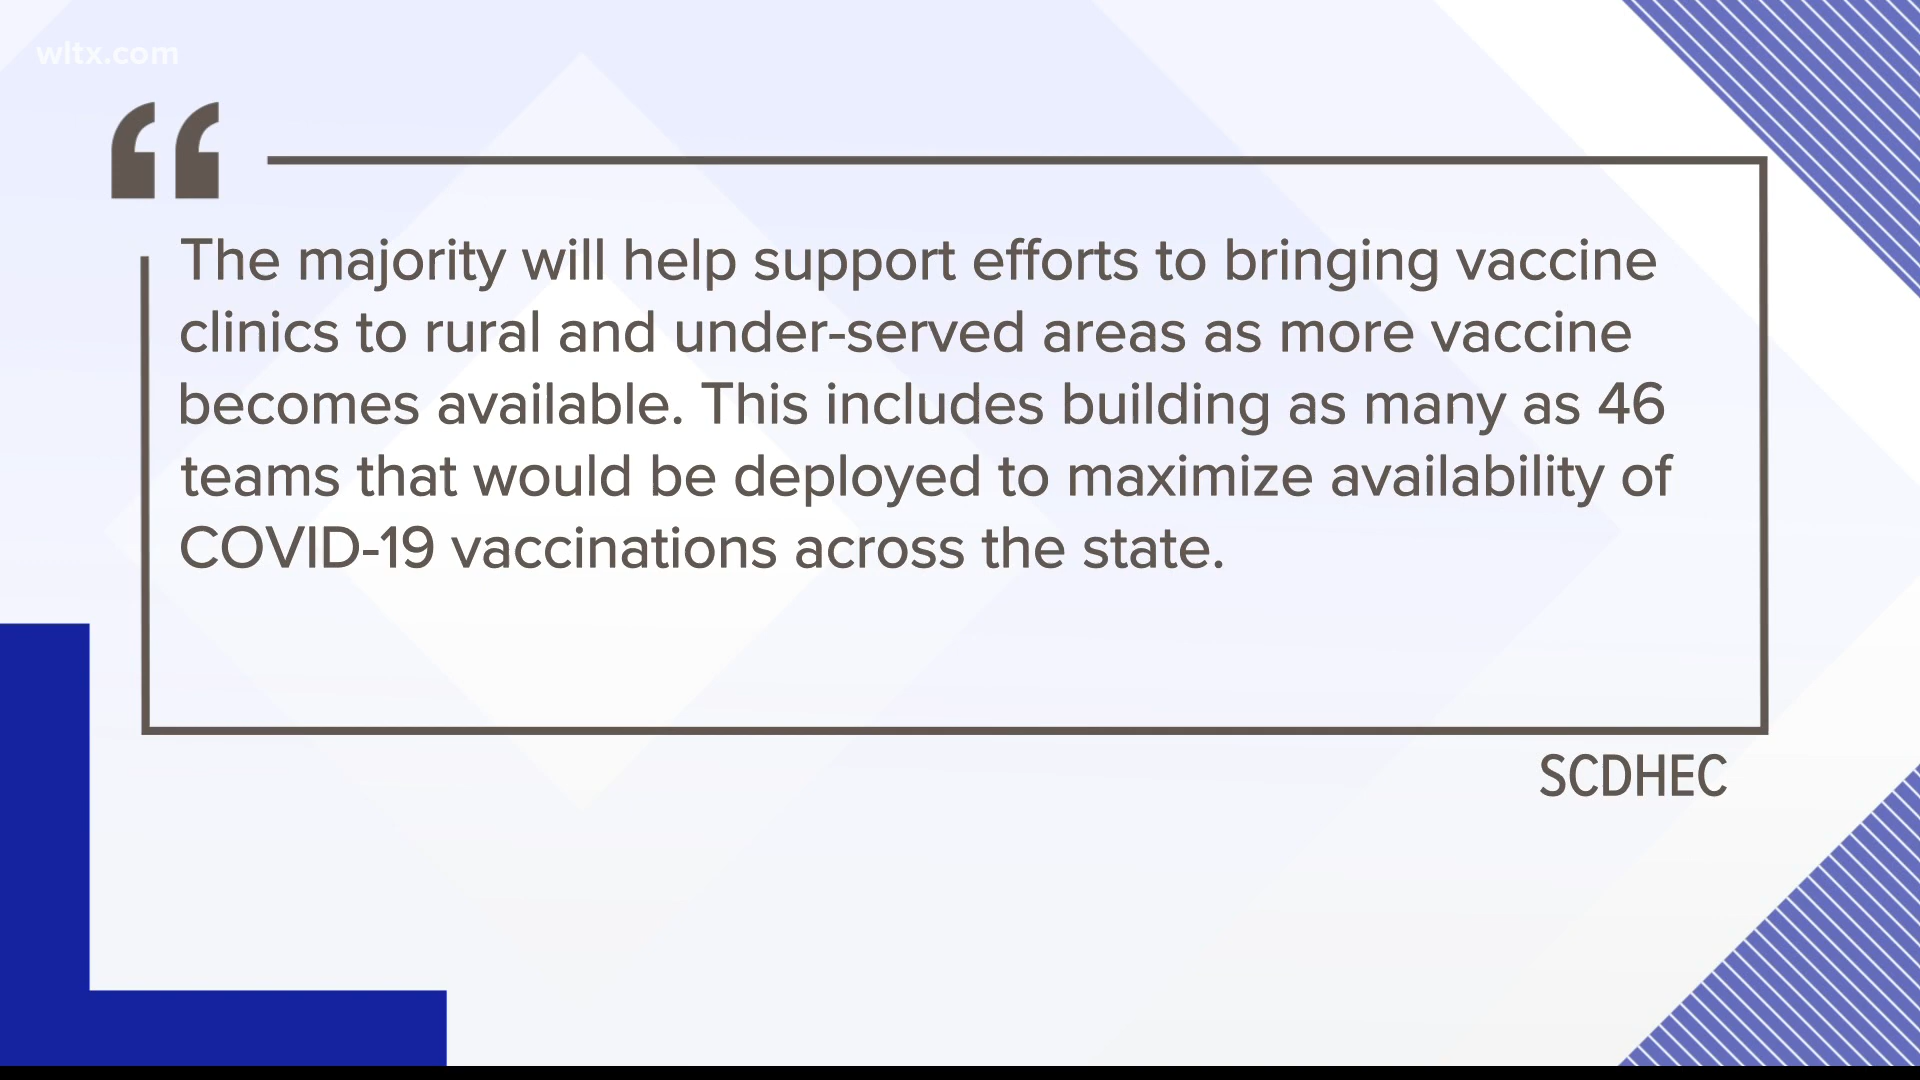 wltx.com
“
The majority will help support efforts to bringing vaccine
clinics to rural and under-served areas as more vaccine
becomes available. This includes building as many as 46
teams that would be deployed to maximize availability of
COVID-19 vaccinations across the state.
SCDHEC